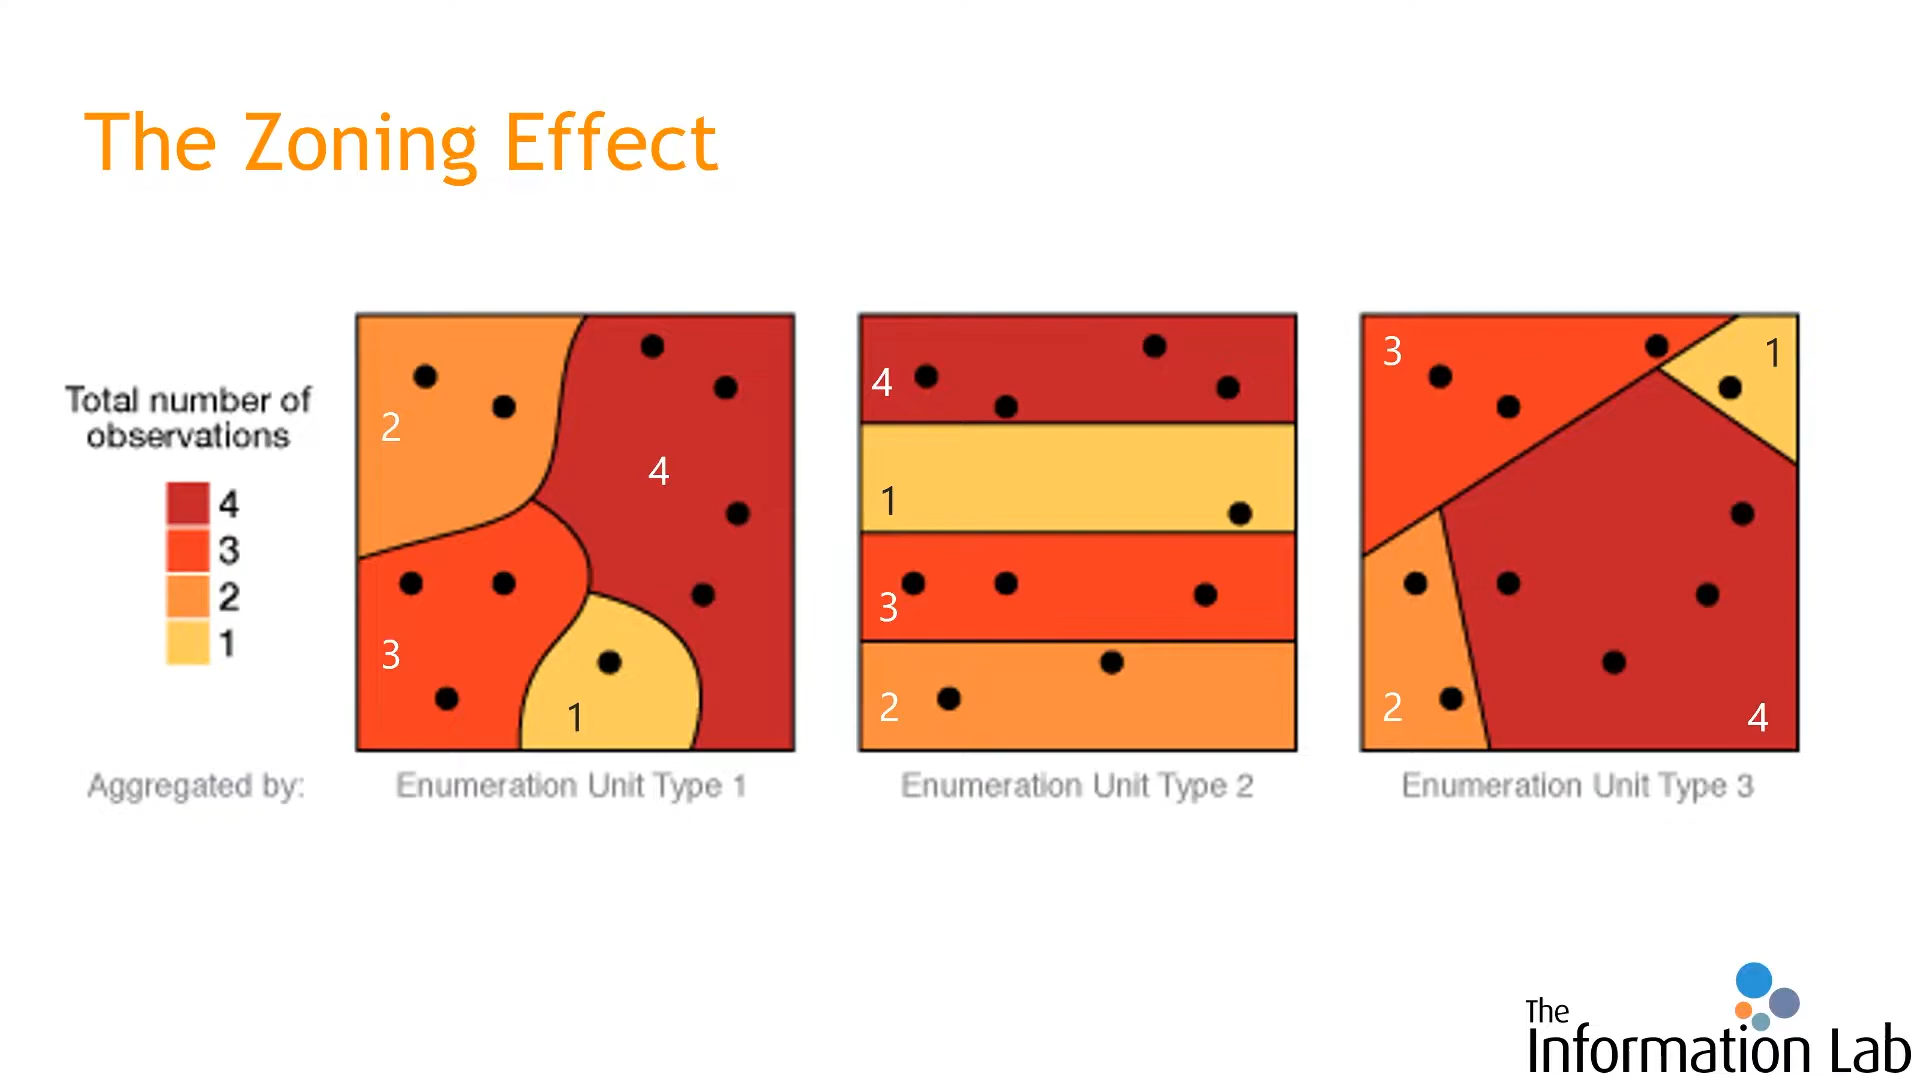 The Zoning Effect
Total number of
observations
4
3
2
1
2
4
3
1
4
1
3
2
3
1
2
4
Aggregated by:
Enumeration Unit Type 1
Enumeration Unit Type 2
Enumeration Unit Type 3
The
Information Lab